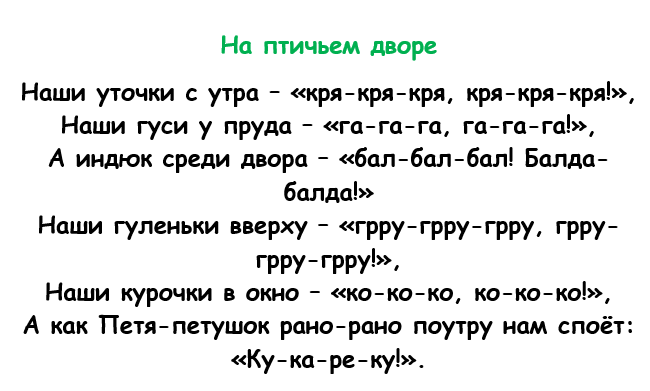 На птичьем дворе
Наши уточки с утра – «кря-кря-кря, кря-кря-кря!»,
Наши гуси у пруда – «га-га-га, га-га-га!»,
А индюк среди двора – «бал-бал-бал! Балда-
балда!»
Наши гуленьки вверху – «грру-грру-грру, грру-
грру-грру!»,
Наши курочки в окно – «ко-ко-ко, ко-ко-ко!»,
А как Петя-петушок рано-рано поутру нам споёт:
«Ку-ка-ре-ку!».